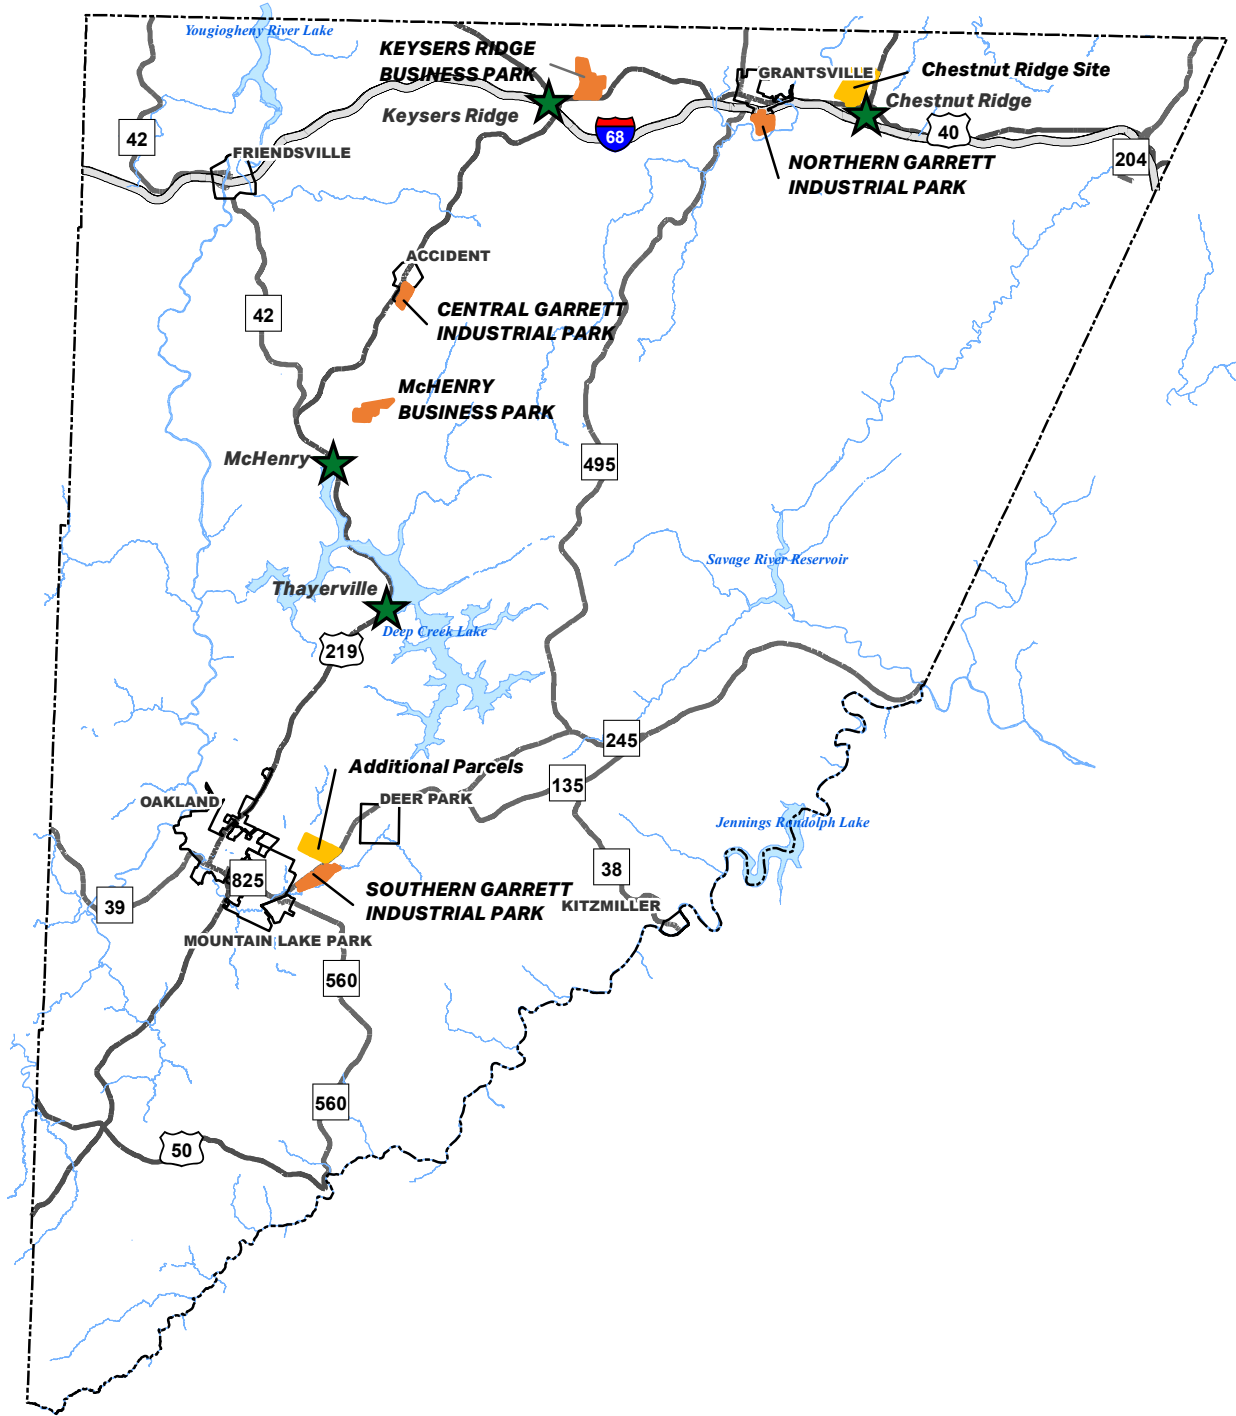 Yougiogheny River Lake
KEYSERS RIDGE
BUSINESS PARK
GRANTSVILLE
Chestnut Ridge Site
Keysers Ridge
Chestnut Ridge
42
68
40
204
FRIENDSVILLE
NORTHERN GARRETT
INDUSTRIAL PARK
ACCIDENT
42
CENTRAL GARRETT
INDUSTRIAL PARK
McHENRY
BUSINESS PARK
McHenry
495
Savage River Reservoir
Thayerville
Deep Creek Lake
219
245
Additional Parcels
135
OAKLAND
DEER PARK
Jennings Randolph Lake
825
38
39
SOUTHERN GARRETT
INDUSTRIAL PARK
KITZMILLER
MOUNTAIN LAKE PARK
560
560
50